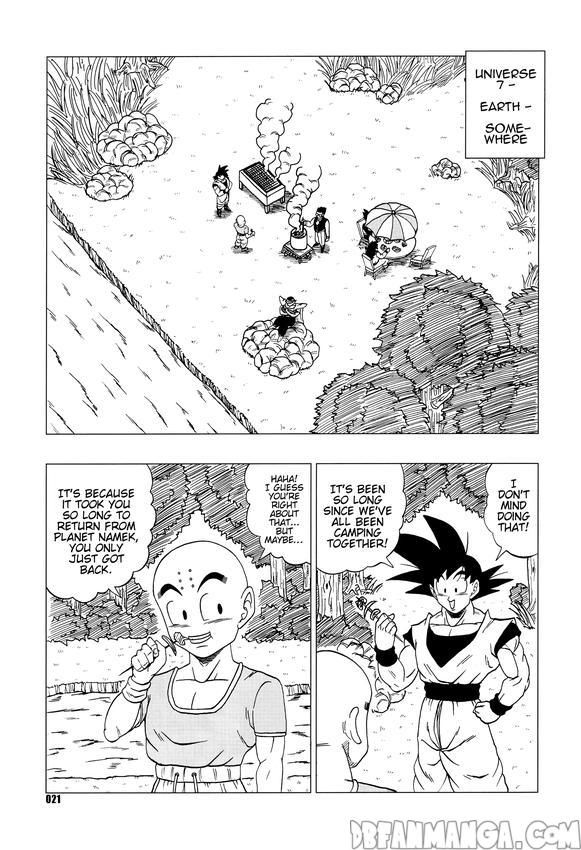 UNIVERSE
7 -
EARTH -
SOME-
WHERE
I
DON'T
MIND
DOING
THAT!
IT'S BEEN
SO LONG
SINCE WE'VE
ALL BEEN
CAMPING
TOGETHER!
HAHA!
I GUESS
YOU'RE
RIGHT
ABOUT
THAT...
BUT
MAYBE...
IT'S BECAUSE
IT TOOK YOU
SO LONG TO
RETURN FROM
PLANET NAMEK,
YOU ONLY
JUST GOT
BACK.
021
DBFANMANGA.COM